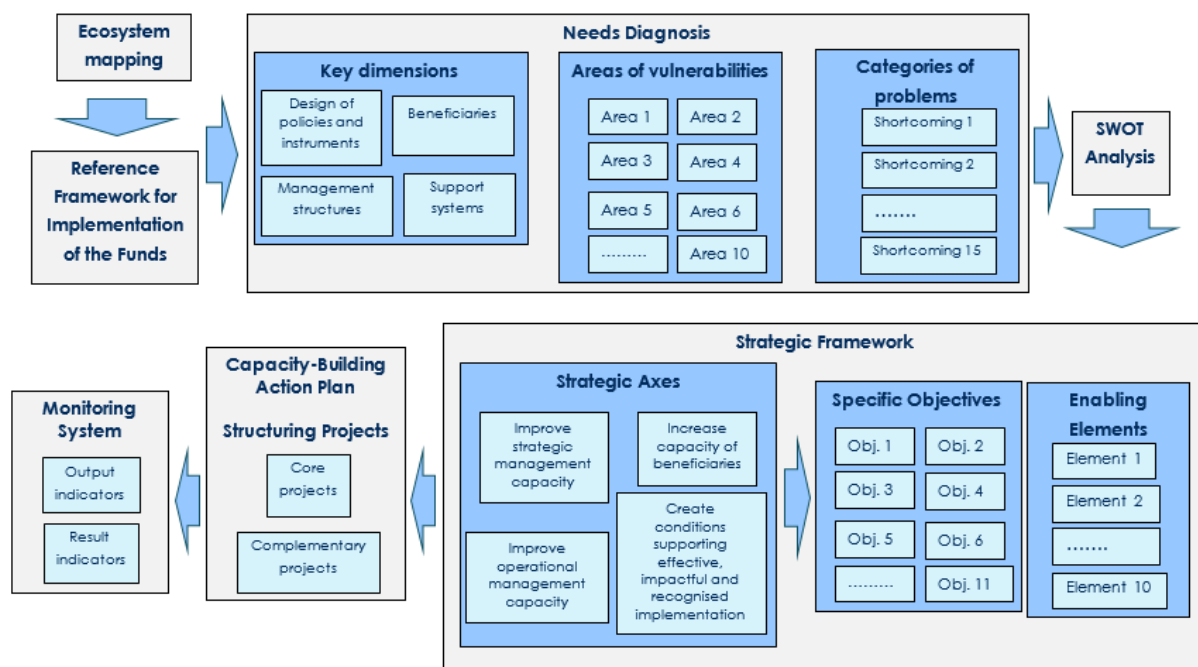 Ecosystem
mapping
Reference
Framework for
Implementation
of the Funds
Needs Diagnosis
Key dimensions
Design of
policies and
instruments
Beneficiaries
Management
structures
Support
systems
Areas of vulnerabilities
Area 1
Area 2
Area 3
Area 4
Area 5
Area 6
.........
Area 10
Categories of
problems
Shortcoming 1
Shortcoming 2
.......
Shortcoming 15
SWOT
Analysis
Strategic Framework
Strategic Axes
Improve
strategic
management
capacity
Increase
capacity of
beneficiaries
Improve
operational
management
capacity
Create
conditions
supporting
effective,
impactful and
recognised
implementation
Specific Objectives
Obj. 1
Obj. 2
Obj. 3
Obj. 4
Obj. 5
Obj. 6
.........
Obj. 11
Enabling
Elements
Element 1
Element 2
.......
Element 10
Capacity-Building
Action Plan
Structuring Projects
Core
projects
Complementary
projects
Monitoring
System
Output
indicators
Result
indicators